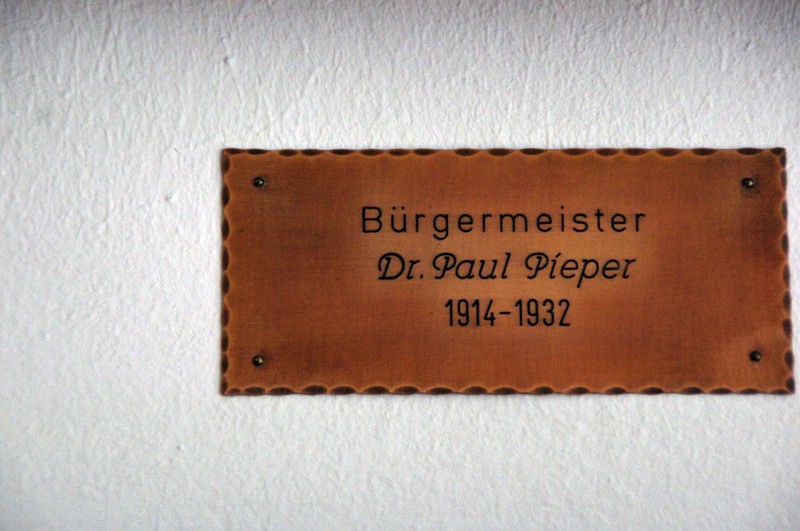 Bürgermeister
Dr. Paul Pieper
1914-1932